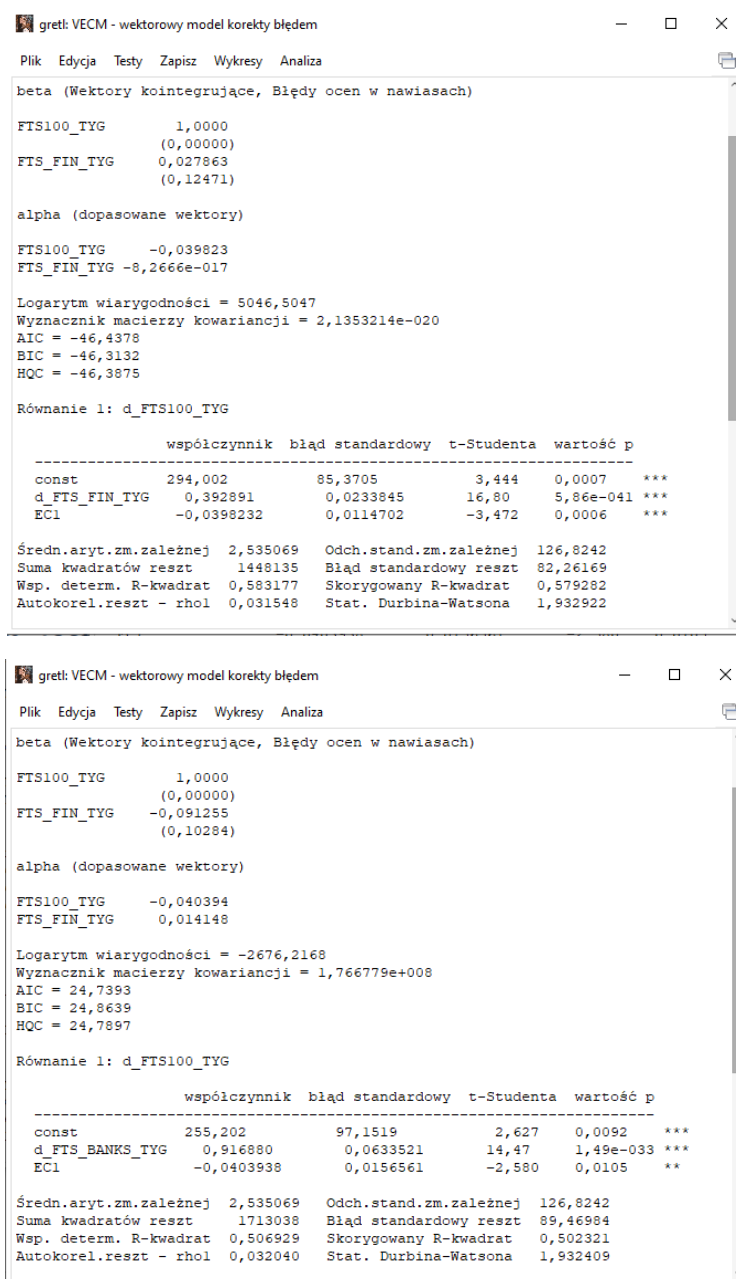 gretl: VECM - wektorowy model korekty błędem
Plik Edycja Testy Zapisz Wykresy Analiza
beta (Wektory kointegrujące, Błędy ocen w nawiasach)
FTS100_TYG 1,0000
(0,00000)
FTS_FIN_TYG 0,027863
(0,12471)
alpha (dopasowane wektory)
FTS100_TYG -0,039823
FTS_FIN_TYG -8,2666e-017
Logarytm wiarygodności = 5046,5047
Wyznacznik macierzy kowariancji = 2,1353214e-020
AIC = -46,4378
BIC = -46,3132
HQC = -46,3875
Równanie 1: d_FTS100_TYG
współczynnik błąd standardowy t-Studenta wartość p
const 294,002 85,3705 3,444 0,0007 ***
d_FTS_FIN_TYG 0,392891 0,0233845 16,80 5,86e-041 ***
EC1 -0,0398232 0,0114702 -3,472 0,0006 ***
Średn.aryt.zm.zależnej 2,535069 Odch.stand.zm.zależnej 126,8242
Suma kwadratów reszt 1448135 Błąd standardowy reszt 82,26169
Wsp. determ. R-kwadrat 0,583177 Skorygowany R-kwadrat 0,579282
Autokorel.reszt - rho1 0,031548 Stat. Durbina-Watsona 1,932922
gretl: VECM - wektorowy model korekty błędem
Plik Edycja Testy Zapisz Wykresy Analiza
beta (Wektory kointegrujące, Błędy ocen w nawiasach)
FTS100_TYG 1,0000
(0,00000)
FTS_FIN_TYG -0,091255
(0,10284)
alpha (dopasowane wektory)
FTS100_TYG -0,040394
FTS_FIN_TYG 0,014148
Logarytm wiarygodności = -2676,2168
Wyznacznik macierzy kowariancji = 1,766779e+008
AIC = 24,7393
BIC = 24,8639
HQC = 24,7897
Równanie 1: d_FTS100_TYG
współczynnik błąd standardowy t-Studenta wartość p
const 255,202 97,1519 2,627 0,0092 ***
d_FTS_BANKS_TYG 0,916880 0,0633521 14,47 1,49e-033 ***
EC1 -0,0403938 0,0156561 -2,580 0,0105 **
Średn.aryt.zm.zależnej 2,535069 Odch.stand.zm.zależnej 126,8242
Suma kwadratów reszt 1713038 Błąd standardowy reszt 89,46984
Wsp. determ. R-kwadrat 0,506929 Skorygowany R-kwadrat 0,502321
Autokorel.reszt - rho1 0,032040 Stat. Durbina-Watsona 1,932409